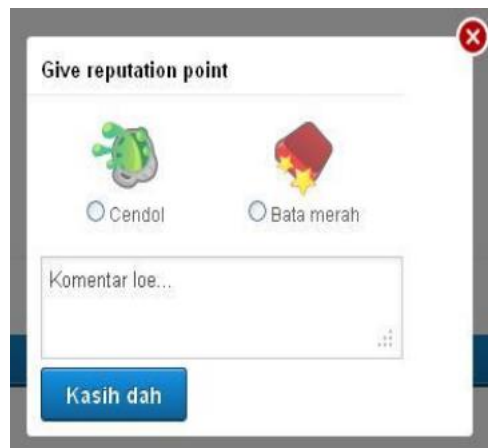 Give reputation point
Cendol
Bata merah
Komentar loe...
Kasih dah